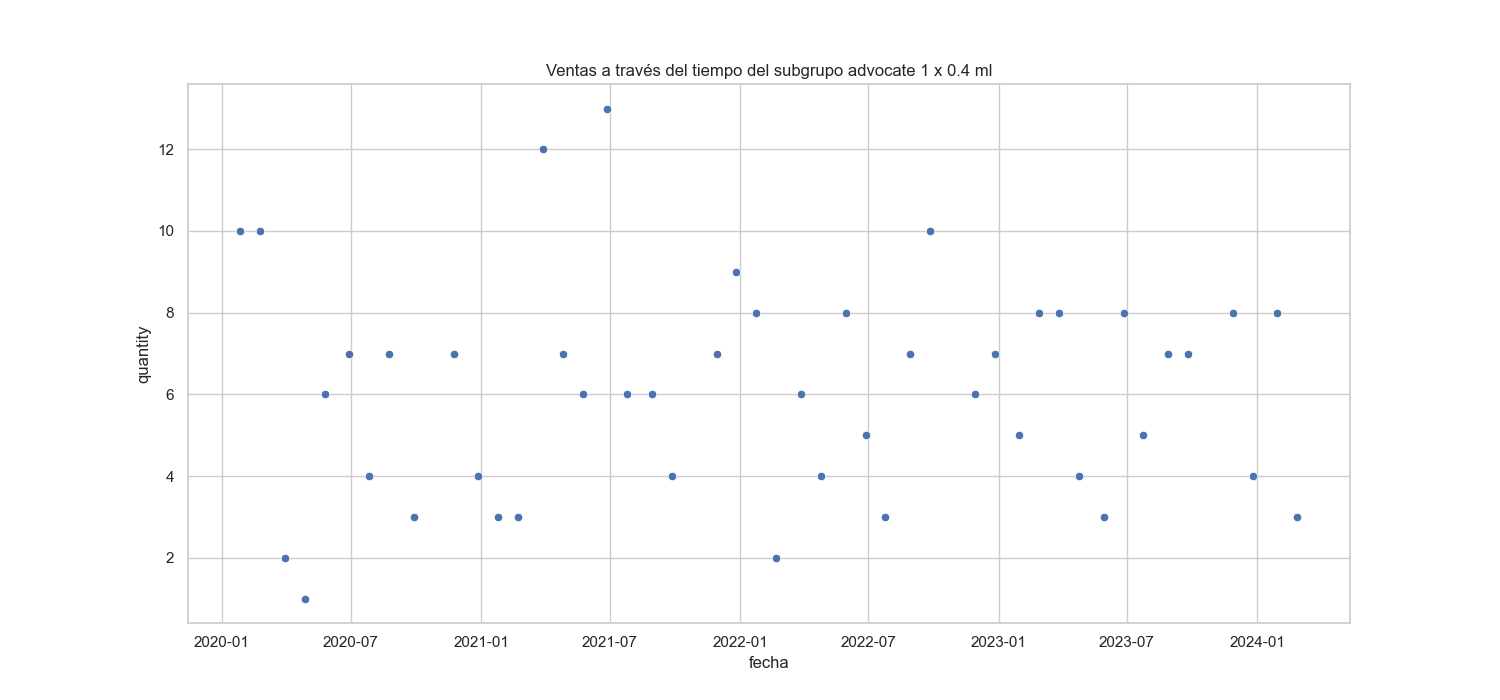 Ventas a través del tiempo del subgrupo advocate 1 x 0.4 ml
12
10
8
6
4
2
quantity
2020-01 2020-07 2021-01 2021-07 2022-01 2022-07 2023-01 2023-07 2024-01
fecha